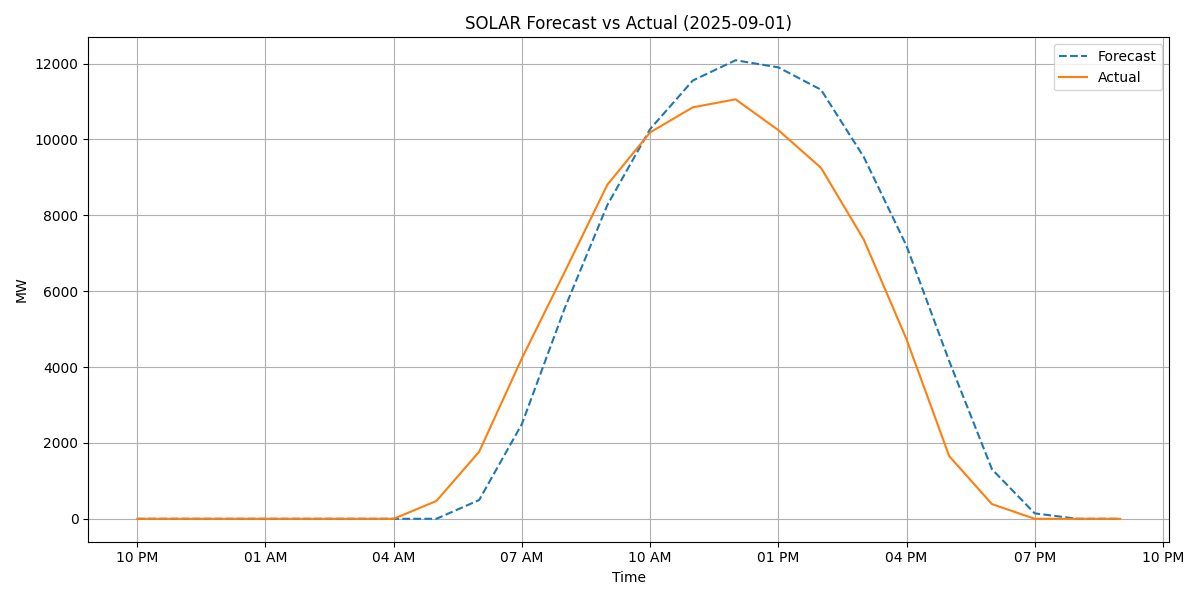 SOLAR Forecast vs Actual (2025-09-01)
Forecast
Actual
12000
10000
8000
6000
4000
2000
0
MW
10 PM 01 AM 04 AM 07 AM 10 AM 01 PM 04 PM 07 PM 10 PM
Time